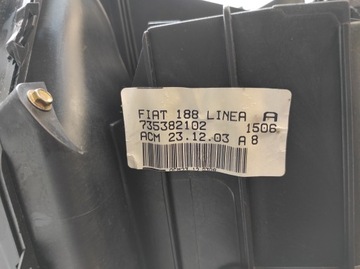 FIAT 188 LINEA A
735382102 1506
ACM 23.12.03 A 8